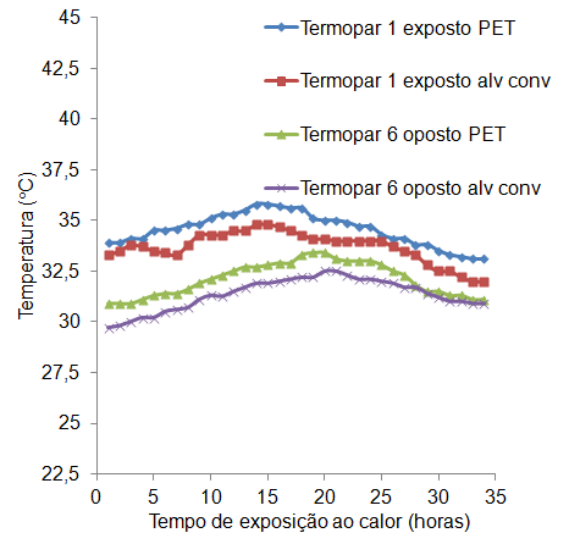 45
42,5
40
37,5
35
32,5
30
27,5
25
22,5
Temperatura (°C)
Termopar 1 exposto PET
Termopar 1 exposto alv conv
Termopar 6 oposto PET
Termopar 6 oposto alv conv
0 5 10 15 20 25 30 35
Tempo de exposição ao calor (horas)